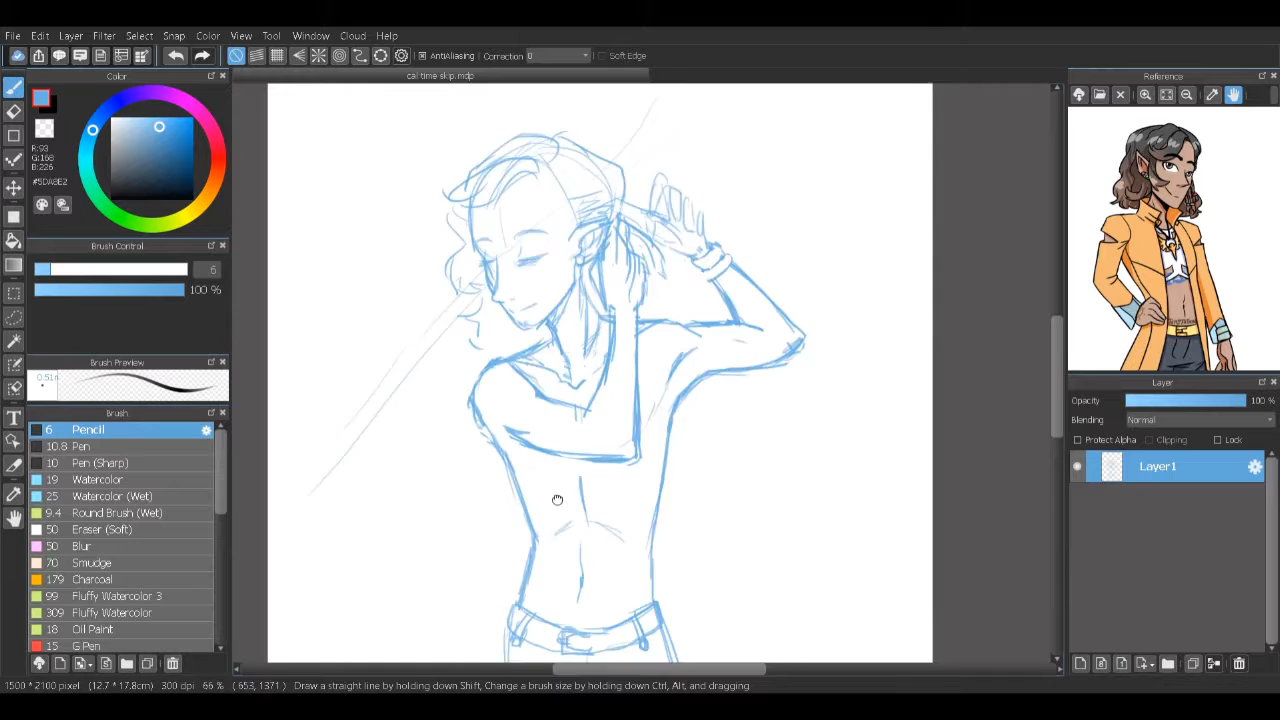 File Edit Layer Filter Select Snap Color View Tool Window Cloud Help
AntiAliasing Correction 0 Soft Edge
Color
cal time skip.mdp
Reference
R:93
G:168
B:226
#5DA8E2
Brush Control
6
100 %
Brush Preview
Brush
6 Pencil
10.8 Pen
10 Pen (Sharp)
19 Watercolor
25 Watercolor (Wet)
9.4 Round Brush (Wet)
50 Eraser (Soft)
50 Blur
70 Smudge
179 Charcoal
99 Fluffy Watercolor 3
309 Fluffy Watercolor
18 Oil Paint
15 G Pen
Layer
Opacity 100 %
Blending Normal
Protect Alpha Clipping Lock
Layer1
1500 * 2100 pixel (12.7 * 17.8cm) 300 dpi 66 % ( 653, 1371) Draw a straight line by holding down Shift, Change a brush size by holding down Ctrl, Alt, and dragging